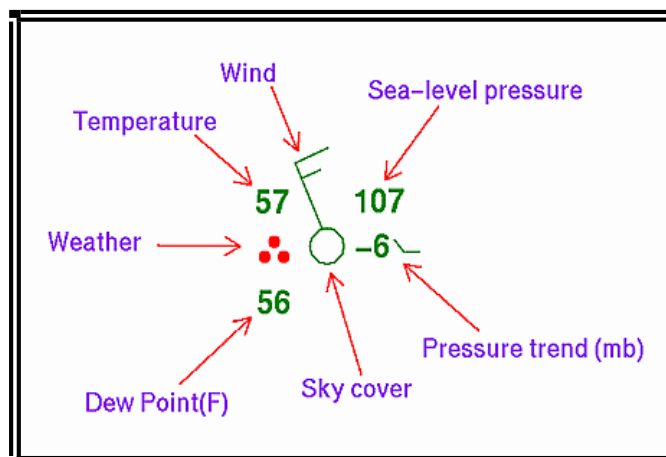 Wind
Sea-level pressure
Temperature
57
107
Weather
-6
56
Pressure trend (mb)
Sky cover
Dew Point(F)